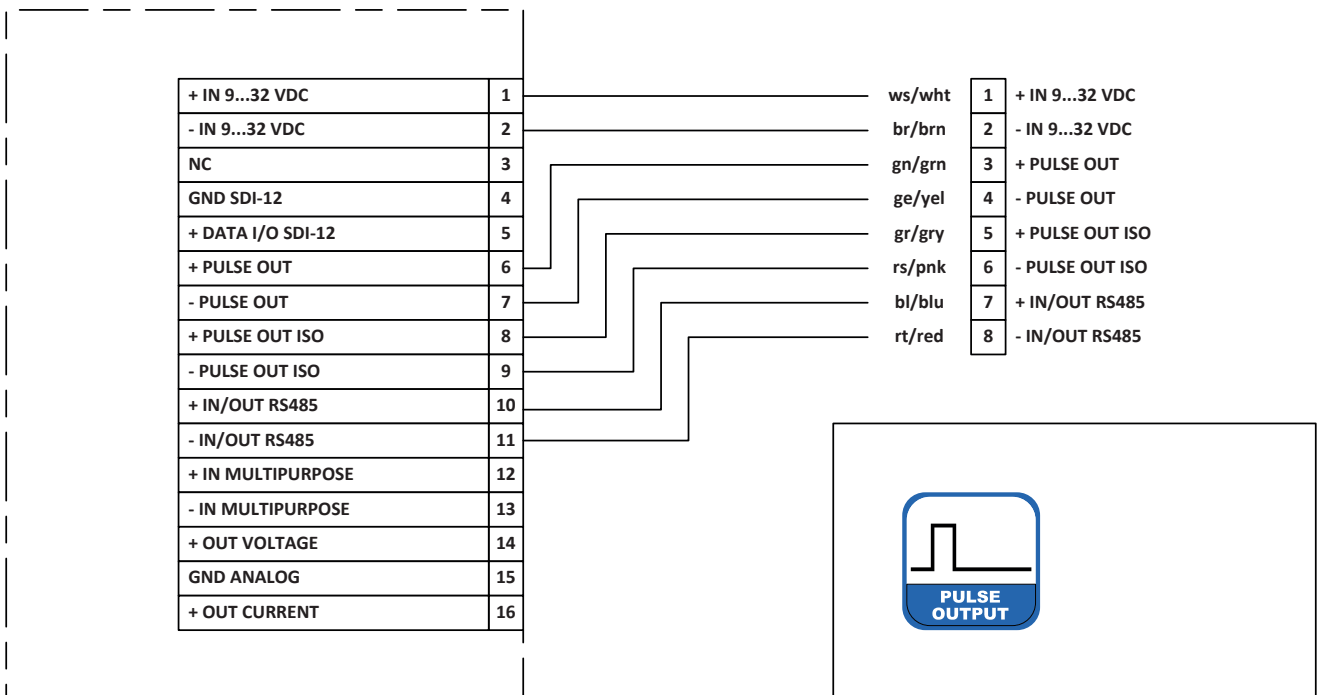 + IN 9...32 VDC 1
- IN 9...32 VDC 2
NC 3
GND SDI-12 4
+ DATA I/O SDI-12 5
+ PULSE OUT 6
- PULSE OUT 7
+ PULSE OUT ISO 8
- PULSE OUT ISO 9
+ IN/OUT RS485 10
- IN/OUT RS485 11
+ IN MULTIPURPOSE 12
- IN MULTIPURPOSE 13
+ OUT VOLTAGE 14
GND ANALOG 15
+ OUT CURRENT 16
ws/wht 1 + IN 9...32 VDC
br/brn 2 - IN 9...32 VDC
gn/grn 3 + PULSE OUT
ge/yel 4 - PULSE OUT
gr/gry 5 + PULSE OUT ISO
rs/pnk 6 - PULSE OUT ISO
bl/blu 7 + IN/OUT RS485
rt/red 8 - IN/OUT RS485
PULSE
OUTPUT